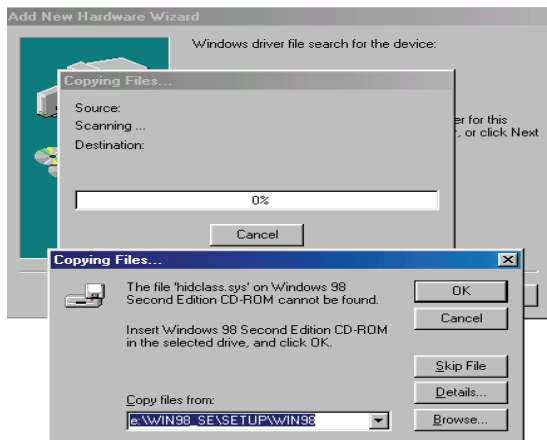 Add New Hardware Wizard
Windows driver file search for the device:
Copying Files...
Source:
Scanning ...
Destination:
er for this
, or click Next
0%
Cancel
Copying Files...
The file 'hidclass.sys' on Windows 98
Second Edition CD-ROM cannot be found.
Insert Windows 98 Second Edition CD-ROM
in the selected drive, and click OK.
Copy files from:
e:\WIN98_SE\SETUP\WIN98
OK
Cancel
Skip File
Details...
Browse...